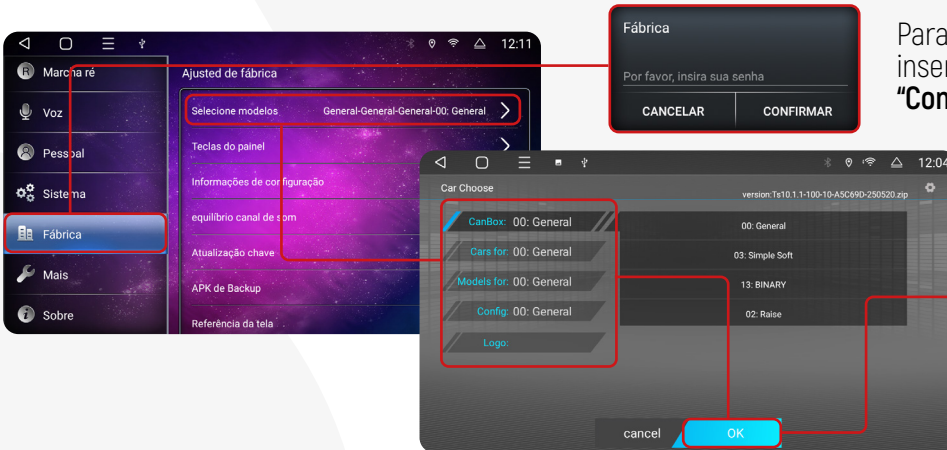 12:11
Marcha ré
Voz
Pessoal
Sistema
Fábrica
Mais
Sobre
Ajusted de fábrica
Selecione modelos General-General-General-00: General
Teclas do painel
Informações de configuração
equilíbrio canal de som
Atualização chave
APK de Backup
Referência da tela
Fábrica
Por favor, insira sua senha
CANCELAR CONFIRMAR
Para
inser
“Con
12:04
Car Choose
version:Ts10.1.1-100-10-A5C69D-250520.zip
CanBox: 00: General
Cars for: 00: General
Models for: 00: General
Config: 00: General
Logo:
00: General
03: Simple Soft
13: BINARY
02: Raise
cancel OK